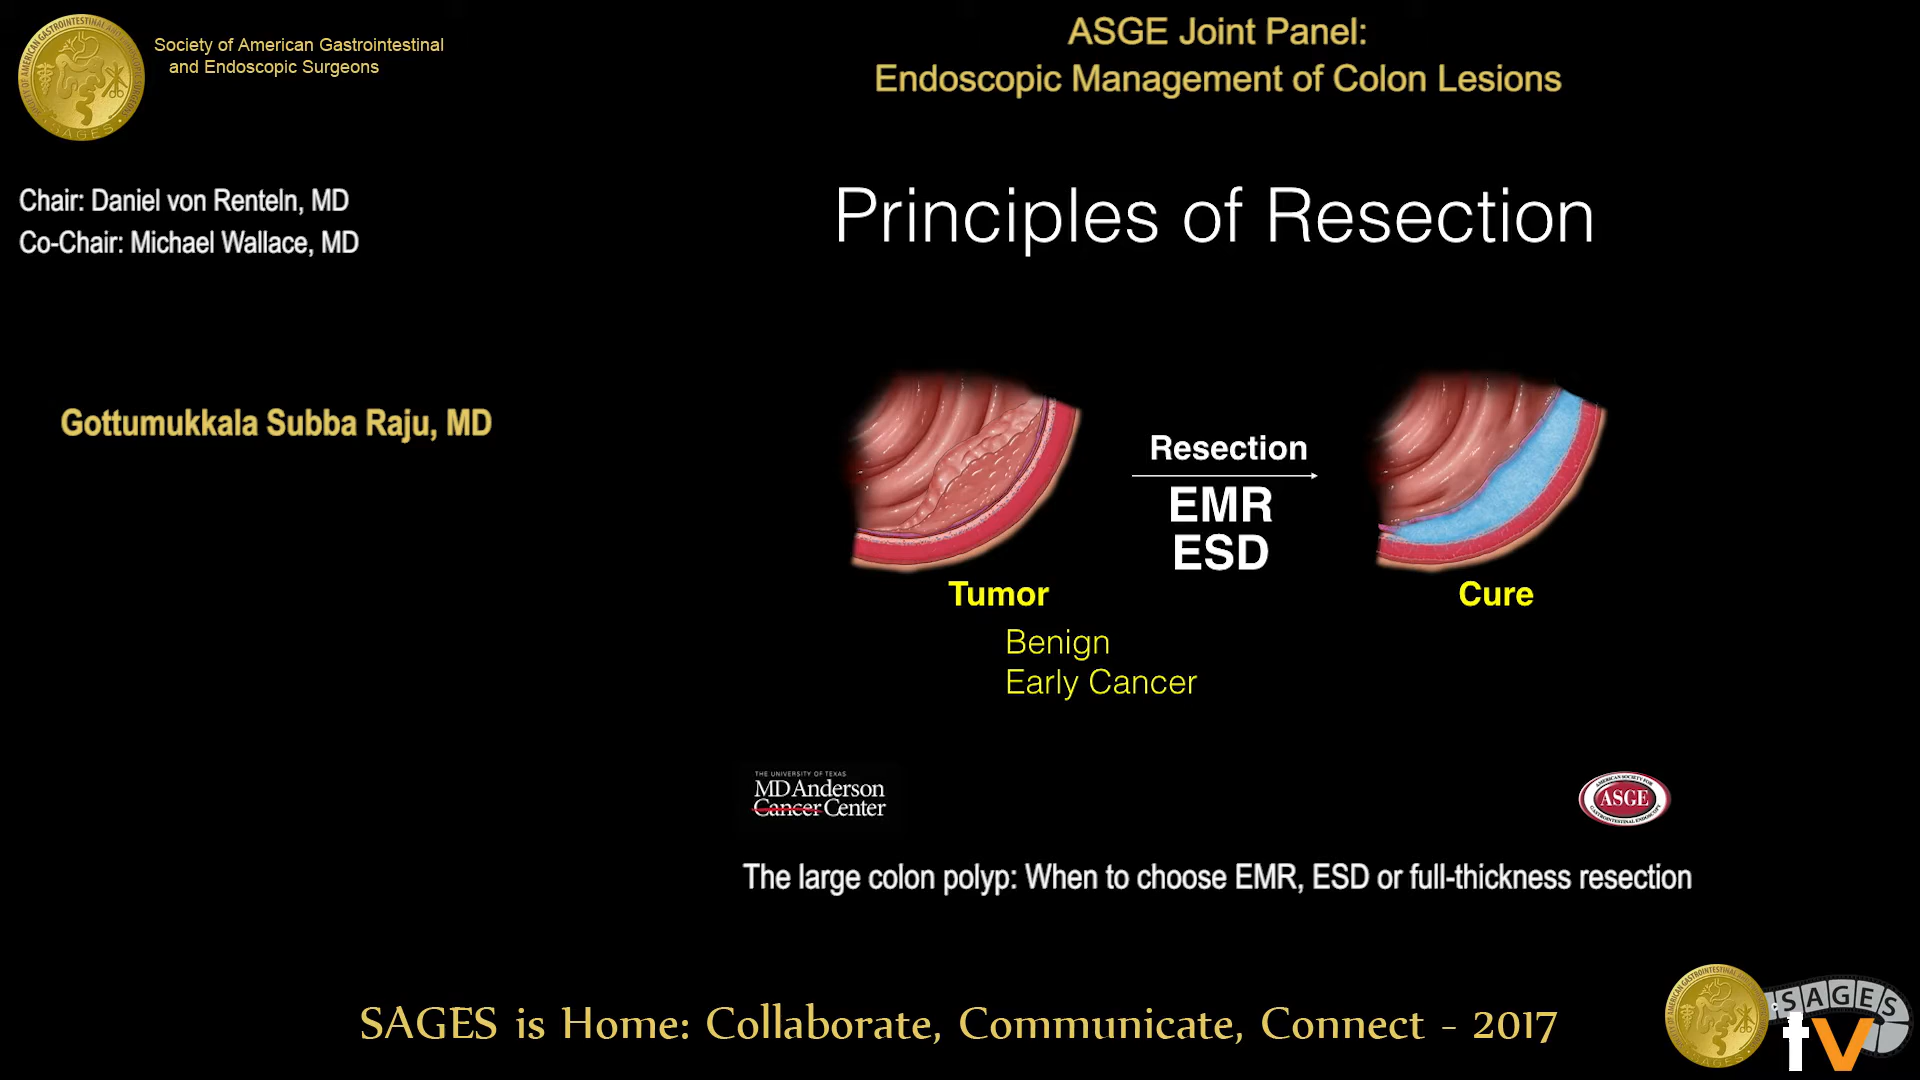 Society of American Gastrointestinal
and Endoscopic Surgeons
ASGE Joint Panel:
Endoscopic Management of Colon Lesions
Chair: Daniel von Renteln, MD
Co-Chair: Michael Wallace, MD
Principles of Resection
Gottumukkala Subba Raju, MD
Resection
EMR
ESD
Tumor
Cure
Benign
Early Cancer
THE UNIVERSITY OF TEXAS
MD Anderson
Cancer Center
ASGE
The large colon polyp: When to choose EMR, ESD or full-thickness resection
SAGES is Home: Collaborate, Communicate, Connect - 2017
SAGES
tv